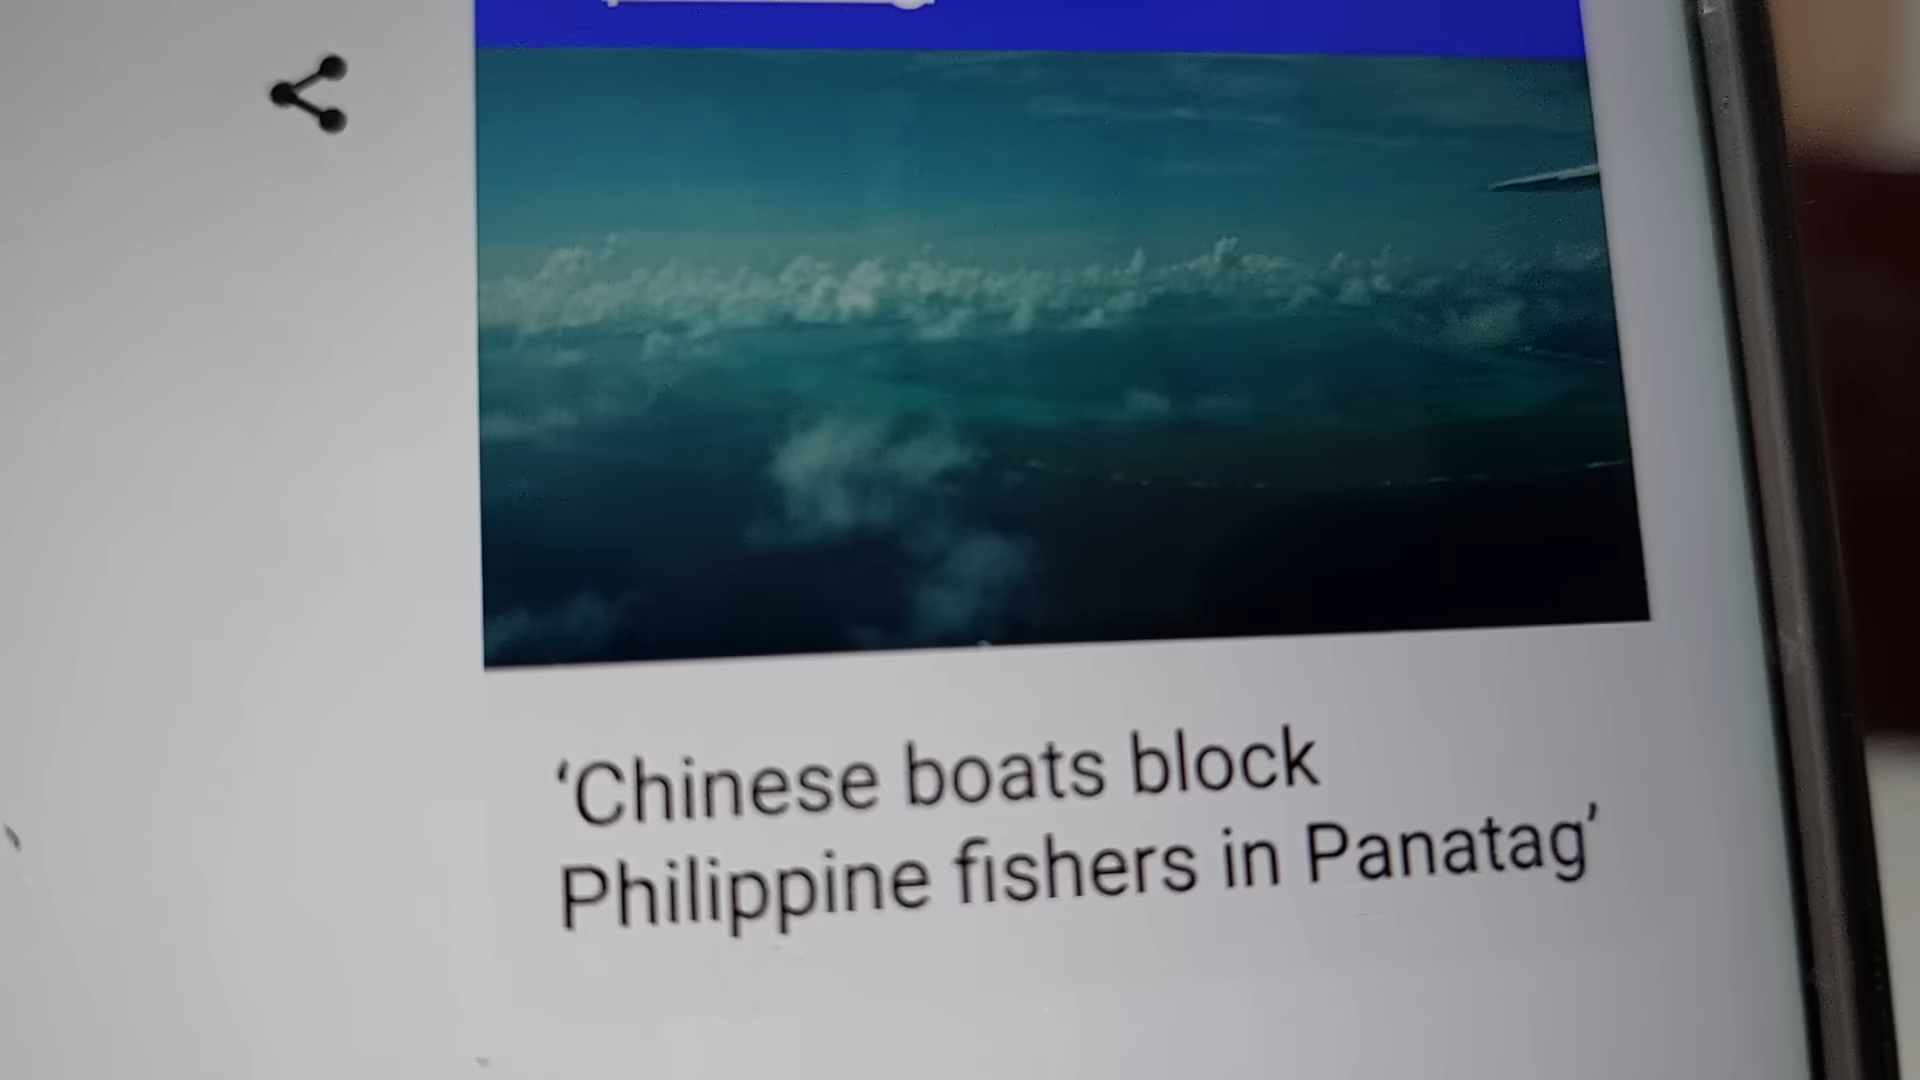 ‘Chinese boats block
Philippine fishers in Panatag’